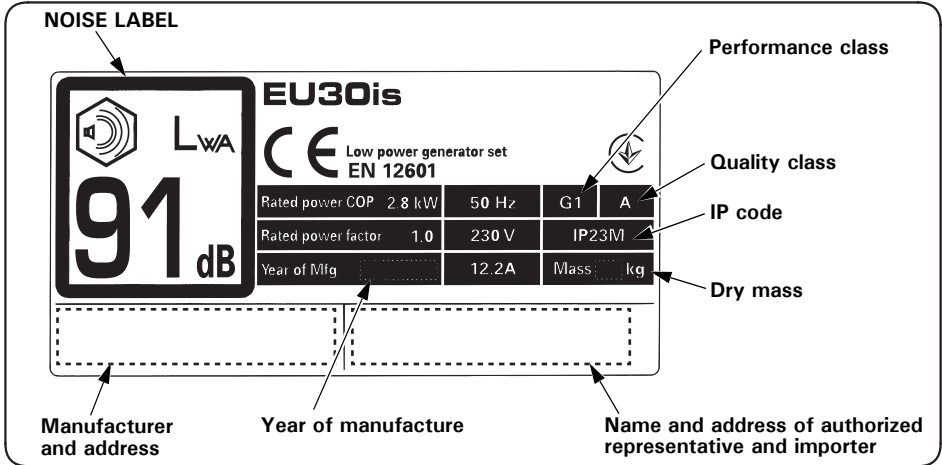 NOISE LABEL
Performance class
EU30is
LWA
CE
Low power generator set
EN 12601
Quality class
Rated power COP 2.8 kW 50 Hz G1 A
IP code
91 dB
Rated power factor 1.0 230 V IP23M
Year of Mfg 12.2A Mass kg
Dry mass
Manufacturer
and address
Year of manufacture
Name and address of authorized
representative and importer